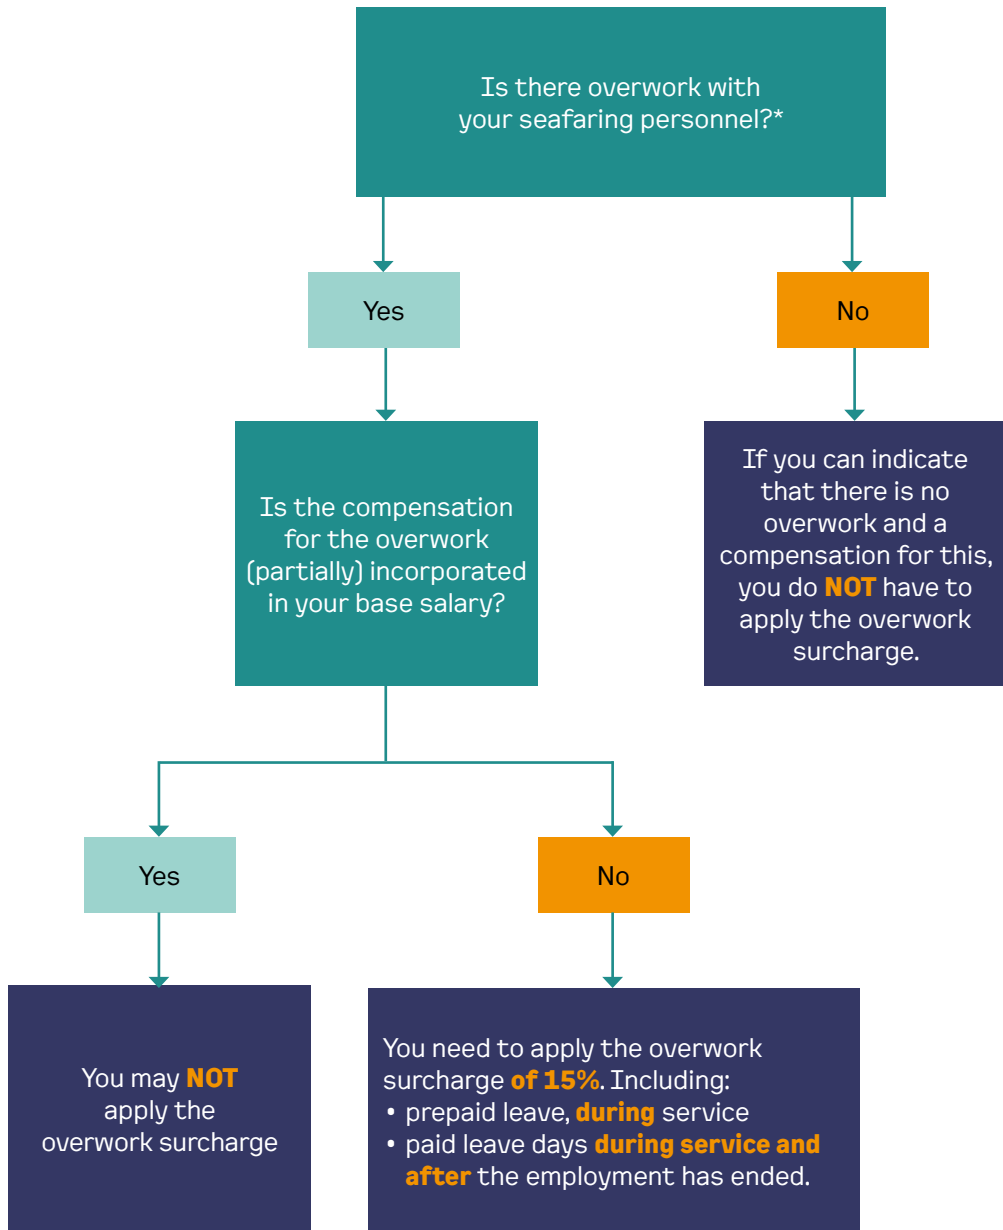 Is there overwork with
your seafaring personnel?*
Yes
No
Is the compensation
for the overwork
(partially) incorporated
in your base salary?
If you can indicate
that there is no
overwork and a
compensation for this,
you do NOT have to
apply the overwork
surcharge.
Yes
No
You may NOT
apply the
overwork surcharge
You need to apply the overwork
surcharge of 15%. Including:
• prepaid leave, during service
• paid leave days during service and
after the employment has ended.